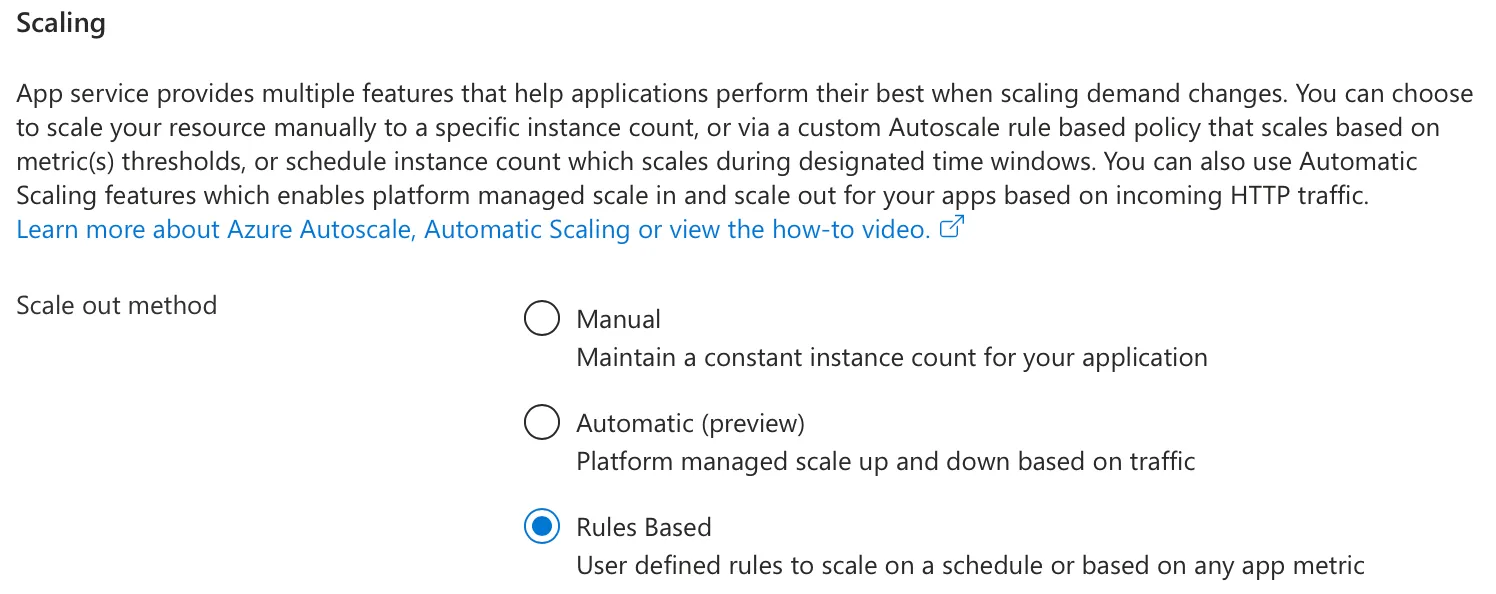 Scaling
App service provides multiple features that help applications perform their best when scaling demand changes. You can choose
to scale your resource manually to a specific instance count, or via a custom Autoscale rule based policy that scales based on
metric(s) thresholds, or schedule instance count which scales during designated time windows. You can also use Automatic
Scaling features which enables platform managed scale in and scale out for your apps based on incoming HTTP traffic.
Learn more about Azure Autoscale, Automatic Scaling or view the how-to video.
Scale out method
Manual
Maintain a constant instance count for your application
Automatic (preview)
Platform managed scale up and down based on traffic
Rules Based
User defined rules to scale on a schedule or based on any app metric